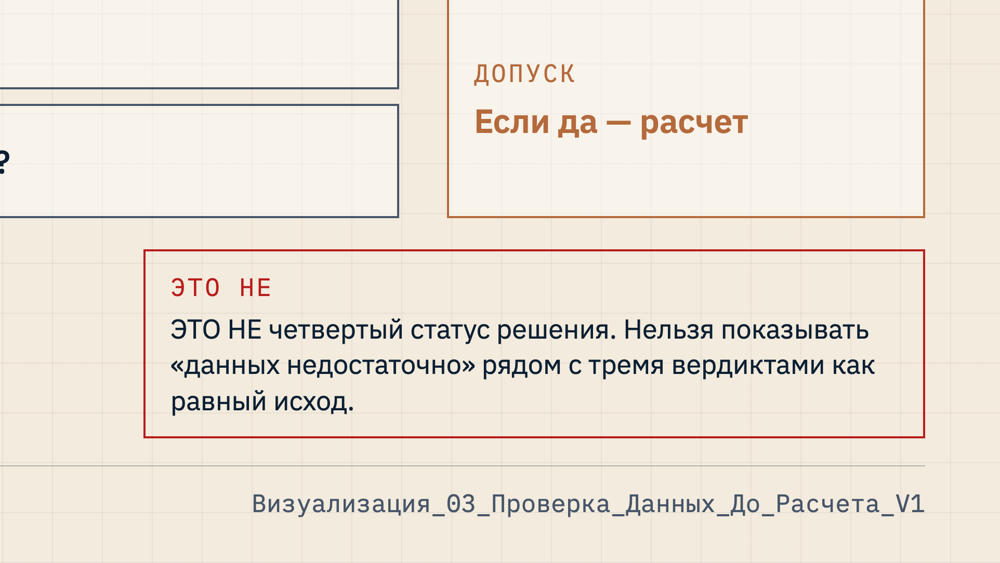 ДОПУСК
Если да — расчет
?
ЭТО НЕ
ЭТО НЕ четвертый статус решения. Нельзя показывать
«данных недостаточно» рядом с тремя вердиктами как
равный исход.
Визуализация_03_Проверка_Данных_До_Расчета_V1